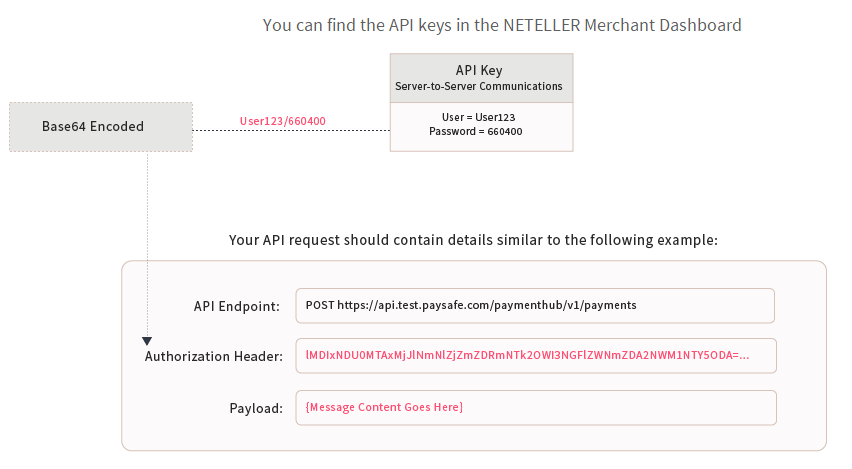 You can find the API keys in the NETELLER Merchant Dashboard
API Key
Server-to-Server Communications
User = User123
Password = 660400
User123/660400
Base64 Encoded
Your API request should contain details similar to the following example:
API Endpoint: POST https://api.test.paysafe.com/paymenthub/v1/payments
Authorization Header: lMDIxNDU0MTAxMjJlNmNlZjZmZDRmNTk2OWI3NGFlZWNmZDA2NWM1NTY5ODA=...
Payload: {Message Content Goes Here}